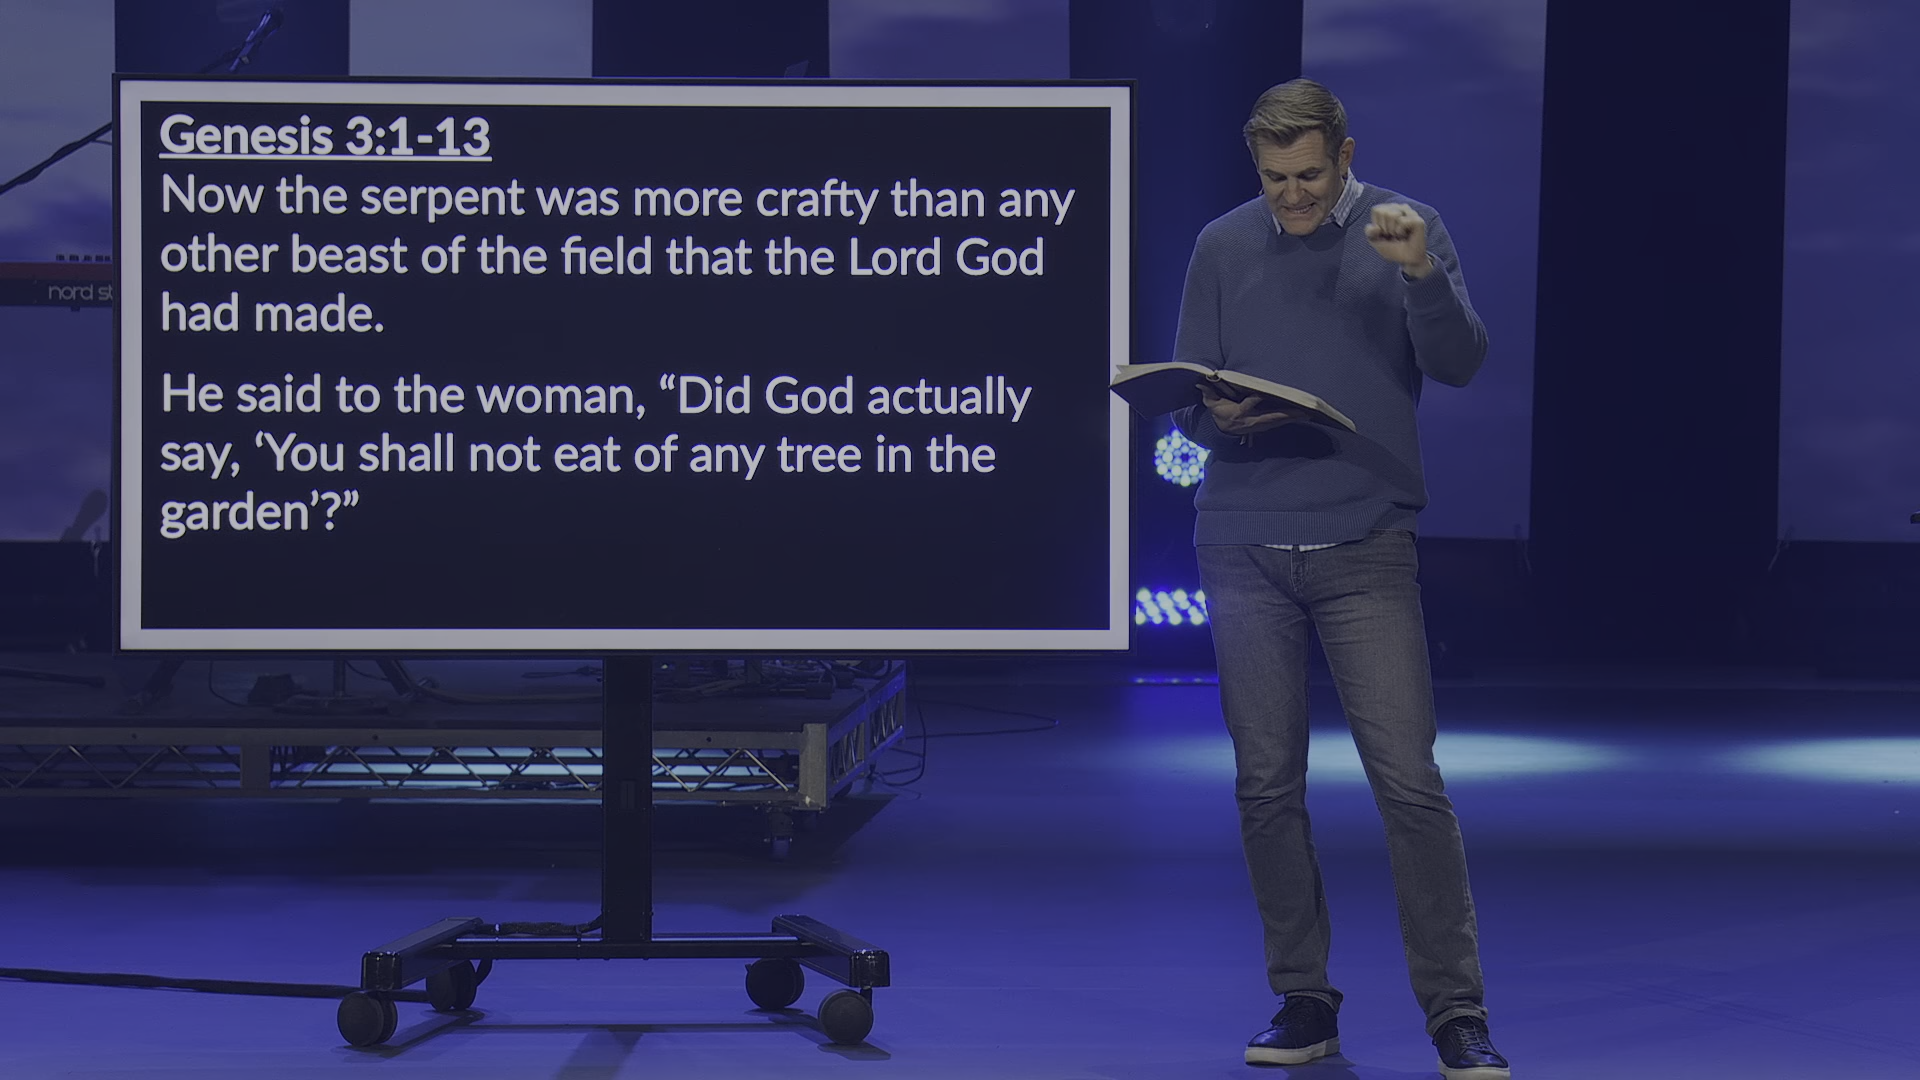 Genesis 3:1-13
Now the serpent was more crafty than any
other beast of the field that the Lord God
had made.
He said to the woman, “Did God actually
say, ‘You shall not eat of any tree in the
garden’?”
nord st